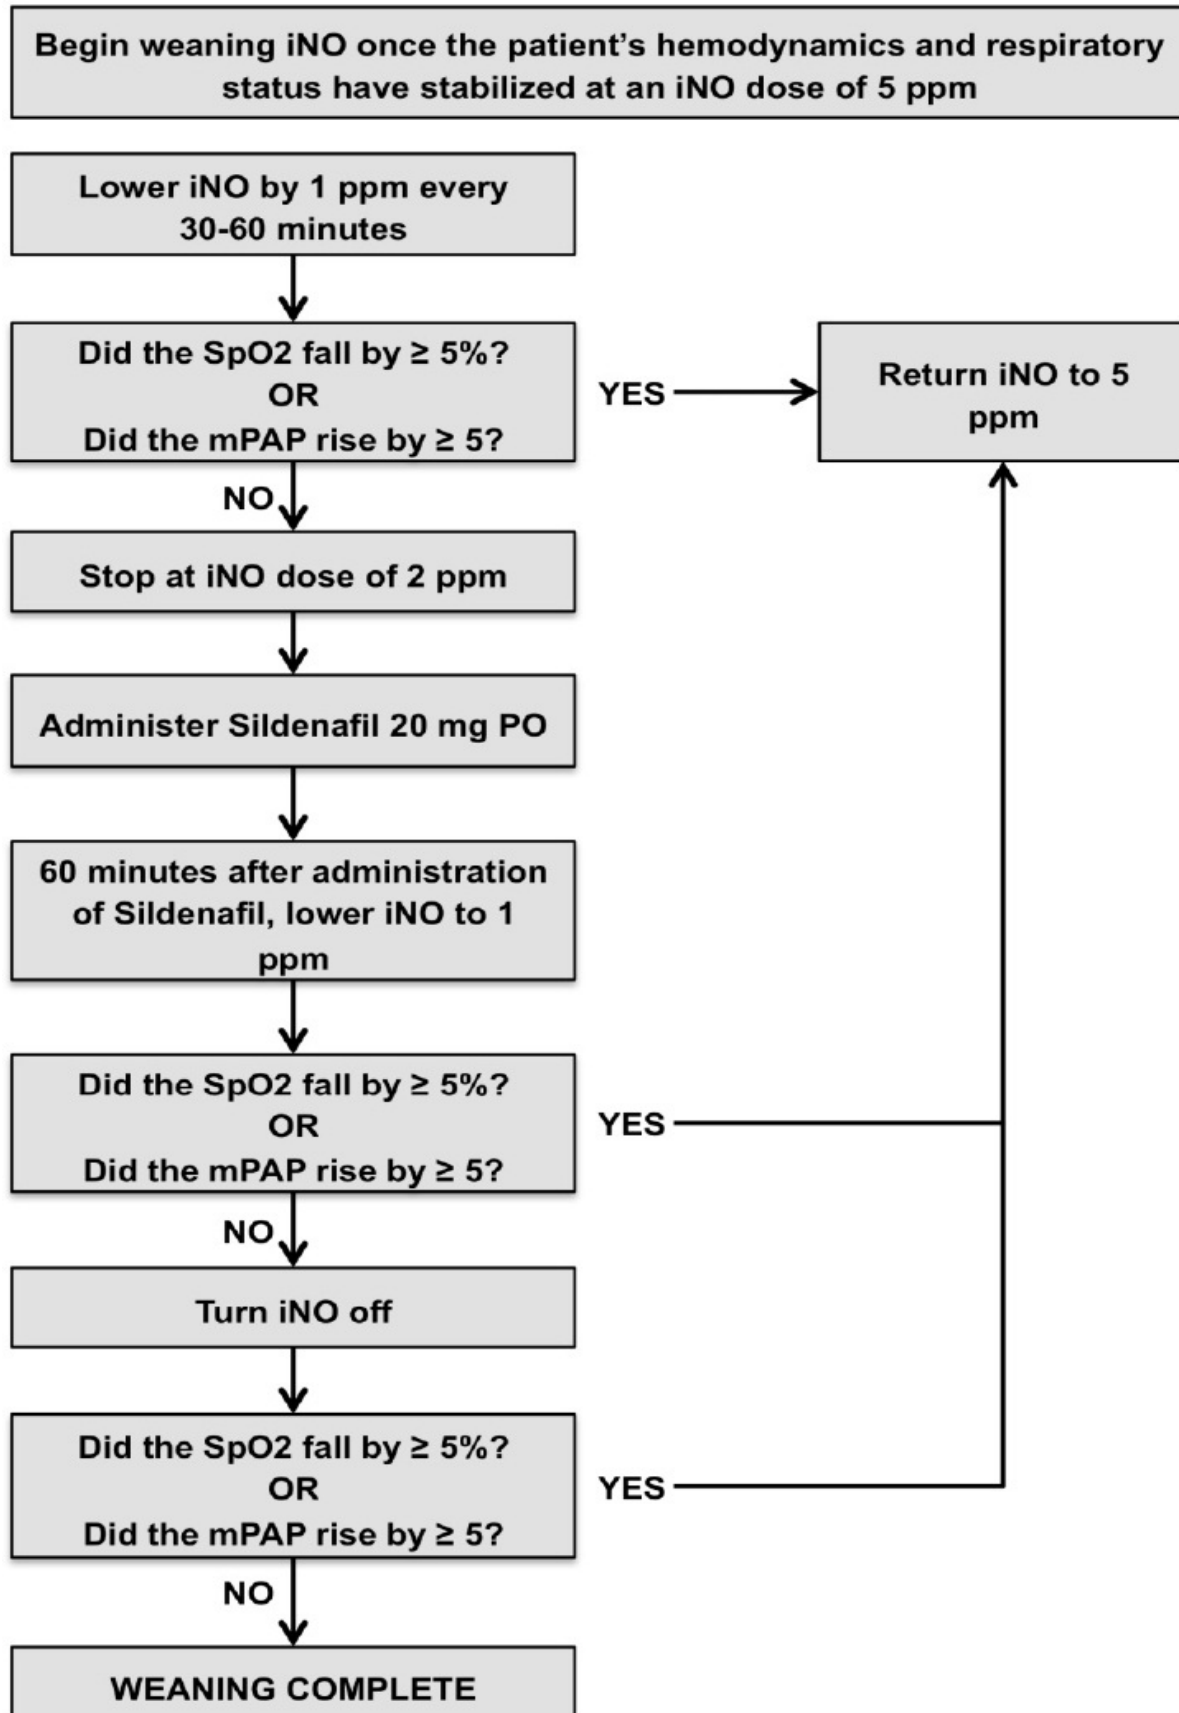 Begin weaning iNO once the patient's hemodynamics and respiratory
status have stabilized at an iNO dose of 5 ppm
Lower iNO by 1 ppm every
30-60 minutes
Did the SpO2 fall by ≥ 5%?
OR
Did the mPAP rise by ≥ 5?
YES
Return iNO to 5
ppm
NO
Stop at iNO dose of 2 ppm
Administer Sildenafil 20 mg PO
60 minutes after administration
of Sildenafil, lower iNO to 1
ppm
Did the SpO2 fall by ≥ 5%?
OR
Did the mPAP rise by ≥ 5?
YES
NO
Turn iNO off
Did the SpO2 fall by ≥ 5%?
OR
Did the mPAP rise by ≥ 5?
YES
NO
WEANING COMPLETE